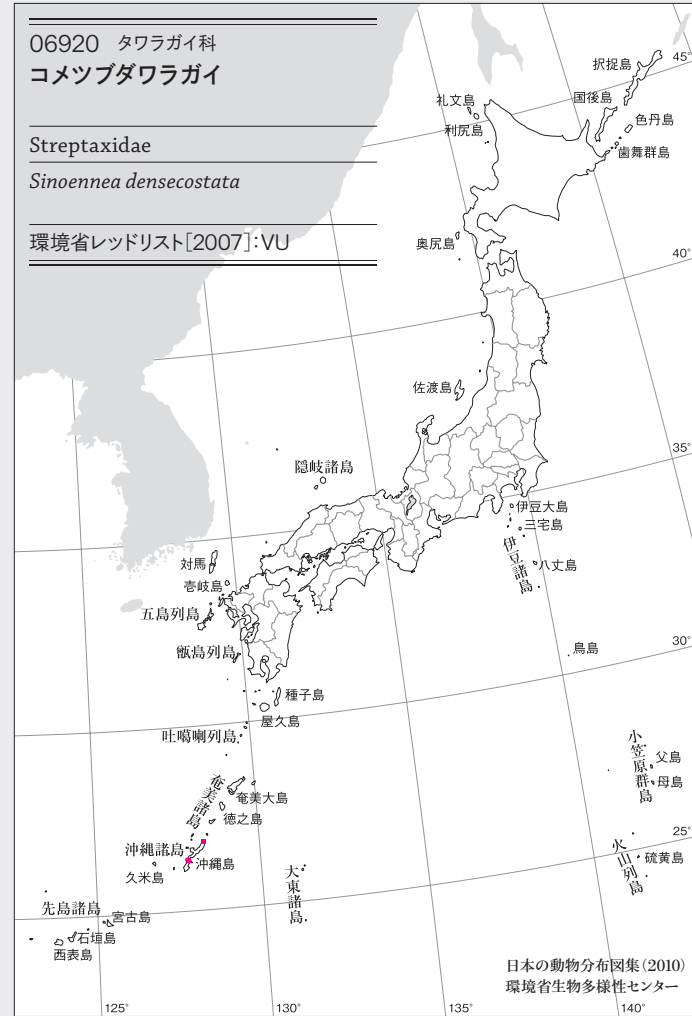 06920 タワラガイ科
コメツブダワラガイ
Streptaxidae
Sinoennea densecostata
環境省レッドリスト[2007]:VU
45°
択捉島
国後島
礼文島
色丹島
利尻島
歯舞群島
奥尻島
40°
佐渡島
35°
隠岐諸島
伊豆大島
三宅島
伊豆諸島
八丈島
対馬
壱岐島
五島列島
甑島列島
30°
鳥島
種子島
屋久島
吐噶喇列島
小笠原群島
父島
母島
奄美諸島
奄美大島
徳之島
25°
沖縄諸島
沖縄島
久米島
火山列島
硫黄島
大東諸島
先島諸島
宮古島
石垣島
西表島
日本の動物分布図集(2010)
環境省生物多様性センター
125°
130°
135°
140°